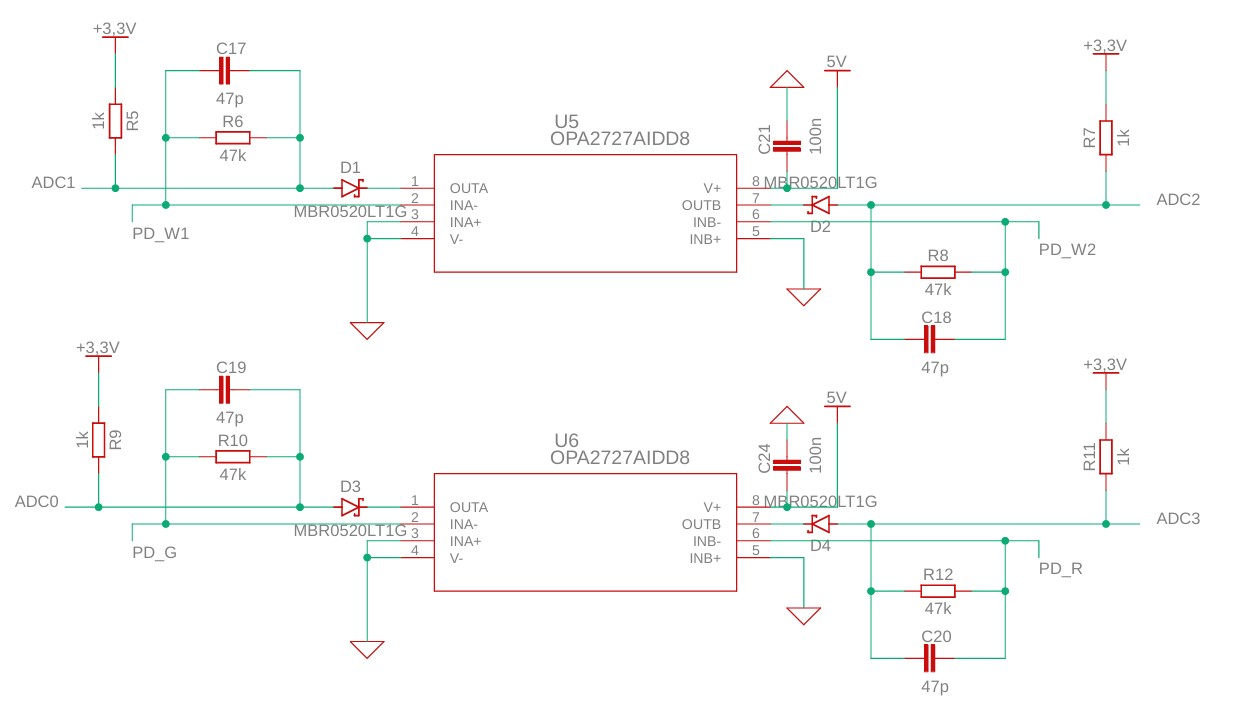 +3,3V
C17
47p
1k
R5
R6
47k
ADC1
PD_W1
D1
MBR0520LT1G
U5
OPA2727AIDD8
1
2
3
4
OUTA
INA-
INA+
V-
V+
OUTB
INB-
INB+
8
7
6
5
C21
100n
5V
MBR0520LT1G
D2
+3,3V
R7
1k
ADC2
PD_W2
R8
47k
C18
47p
+3,3V
C19
47p
1k
R9
R10
47k
ADC0
PD_G
D3
MBR0520LT1G
U6
OPA2727AIDD8
1
2
3
4
OUTA
INA-
INA+
V-
V+
OUTB
INB-
INB+
8
7
6
5
C24
100n
5V
MBR0520LT1G
D4
+3,3V
R11
1k
ADC3
PD_R
R12
47k
C20
47p